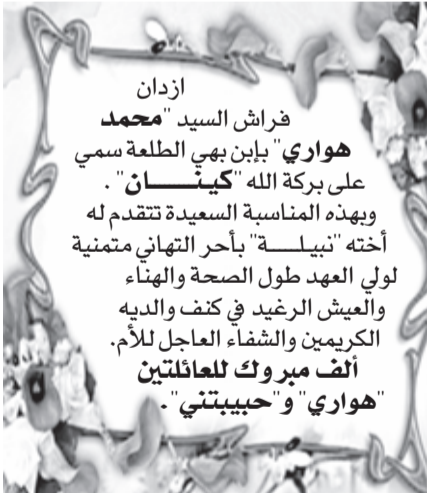 ازدان
فراش السيد "محمد
هواري" بإبن بهي الطلعة سمي
على بركة الله "كينـــــان" .
وبهذه المناسبة السعيدة تتقدم له
أخته "نبيلـــــة" بأحر التهاني متمنية
لولي العهد طول الصحة والهناء
والعيش الرغيد في كنف والديه
الكريمين والشفاء العاجل للأم.
ألف مبروك للعائلتين
"هواري" و"حبيبتني".